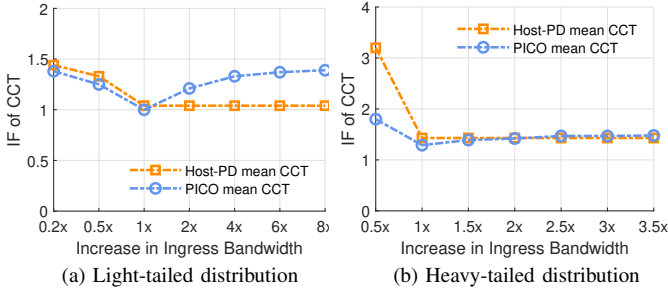 2
1.5
1
0.5
0
IF of CCT
Host-PD mean CCT
PICO mean CCT
0.2x 0.5x 1x 2x 4x 6x 8x
Increase in Ingress Bandwidth
(a) Light-tailed distribution
4
3
2
1
0
IF of CCT
Host-PD mean CCT
PICO mean CCT
0.5x 1x 1.5x 2x 2.5x 3x 3.5x
Increase in Ingress Bandwidth
(b) Heavy-tailed distribution